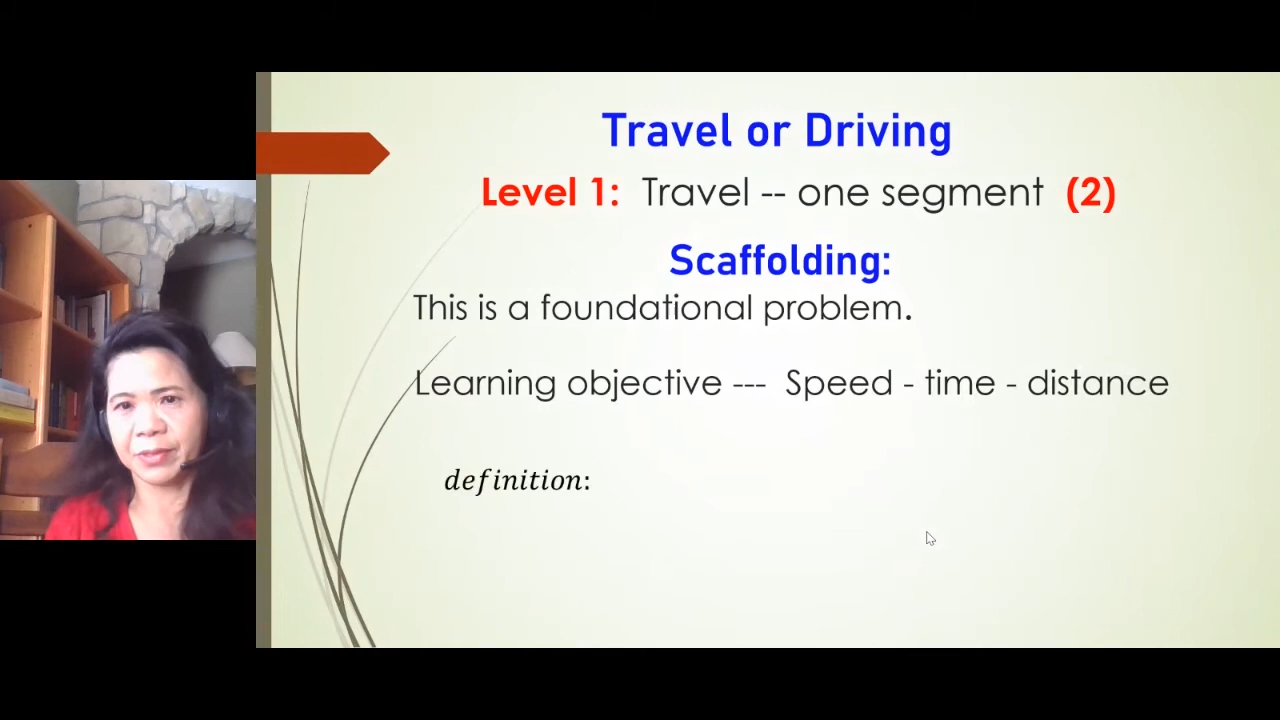 Travel or Driving
Level 1: Travel -- one segment (2)
Scaffolding:
This is a foundational problem.
Learning objective --- Speed - time - distance
definition: